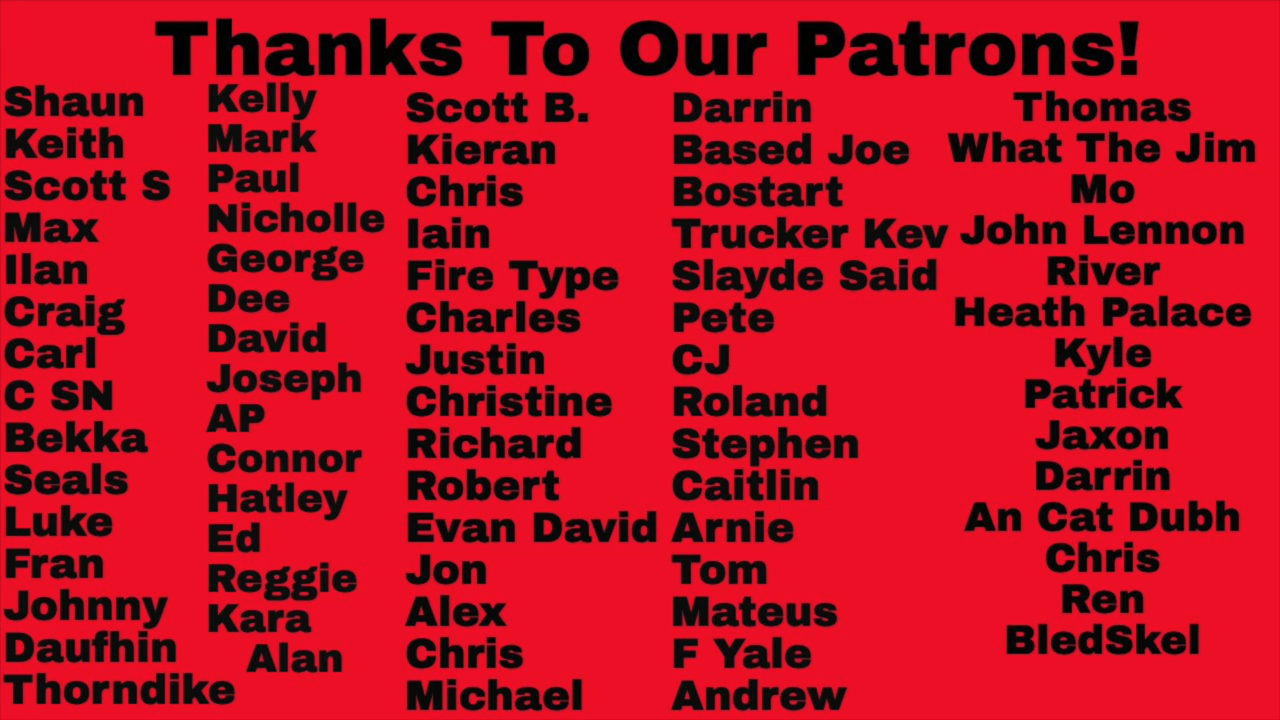 Thanks To Our Patrons!
Shaun
Keith
Scott S
Max
Ilan
Craig
Carl
C SN
Bekka
Seals
Luke
Fran
Johnny
Daufhin
Thorndike
Kelly
Mark
Paul
Nicholle
George
Dee
David
Joseph
AP
Connor
Hatley
Ed
Reggie
Kara
Alan
Scott B.
Kieran
Chris
Iain
Fire Type
Charles
Justin
Christine
Richard
Robert
Evan David
Jon
Alex
Chris
Michael
Darrin
Based Joe
Bostart
Trucker Kev
Slayde Said
Pete
CJ
Roland
Stephen
Caitlin
Arnie
Tom
Mateus
F Yale
Andrew
Thomas
What The Jim
Mo
John Lennon
River
Heath Palace
Kyle
Patrick
Jaxon
Darrin
An Cat Dubh
Chris
Ren
BledSkel